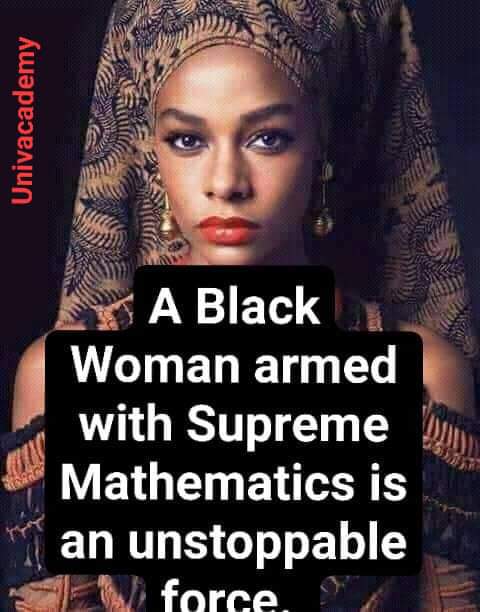 Univacademy
A Black
Woman armed
with Supreme
Mathematics is
an unstoppable
force.